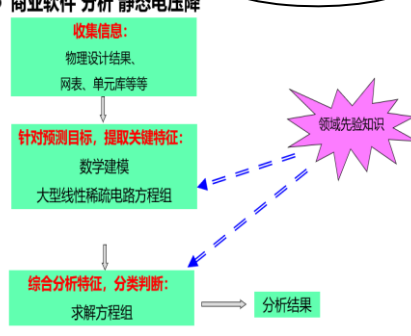 商业软件 分析 静态电压降
收集信息：
物理设计结果、
网表、单元库等等
领域先验知识
针对预测目标，提取关键特征：
数学建模
大型线性稀疏电路方程组
综合分析特征，分类判断：
求解方程组
分析结果